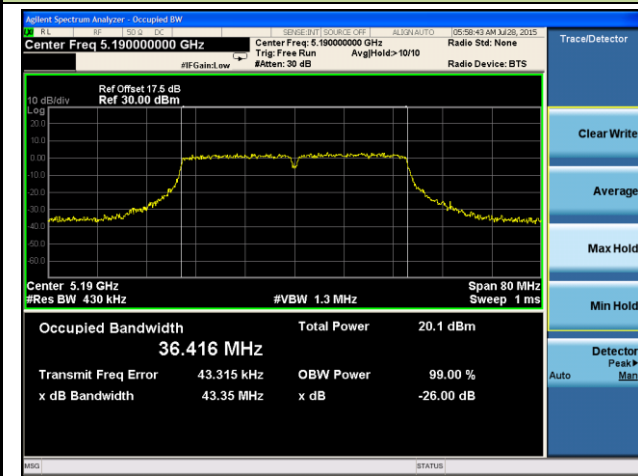 Agilent Spectrum Analyzer - Occupied BW
RL RF 50 Ω DC SENSE:INT SOURCE OFF ALIGN AUTO 05:58:43 AM Jul 28, 2015
Center Freq 5.190000000 GHz Center Freq: 5.190000000 GHz Radio Std: None Trace/Detector
Trig: Free Run Avg|Hold:>10/10
#IFGain:Low #Atten: 30 dB Radio Device: BTS
Ref Offset 17.5 dB
10 dB/div Ref 30.00 dBm
Log
20.0
10.0
0.00
-10.0
-20.0
-30.0
-40.0
-50.0
-60.0
Center 5.19 GHz Span 80 MHz
#Res BW 430 kHz #VBW 1.3 MHz Sweep 1 ms
Occupied Bandwidth Total Power 20.1 dBm
36.416 MHz
Transmit Freq Error 43.315 kHz OBW Power 99.00 %
x dB Bandwidth 43.35 MHz x dB -26.00 dB
Clear Write
Average
Max Hold
Min Hold
Detector
Peak▶
Auto Man
MSG STATUS